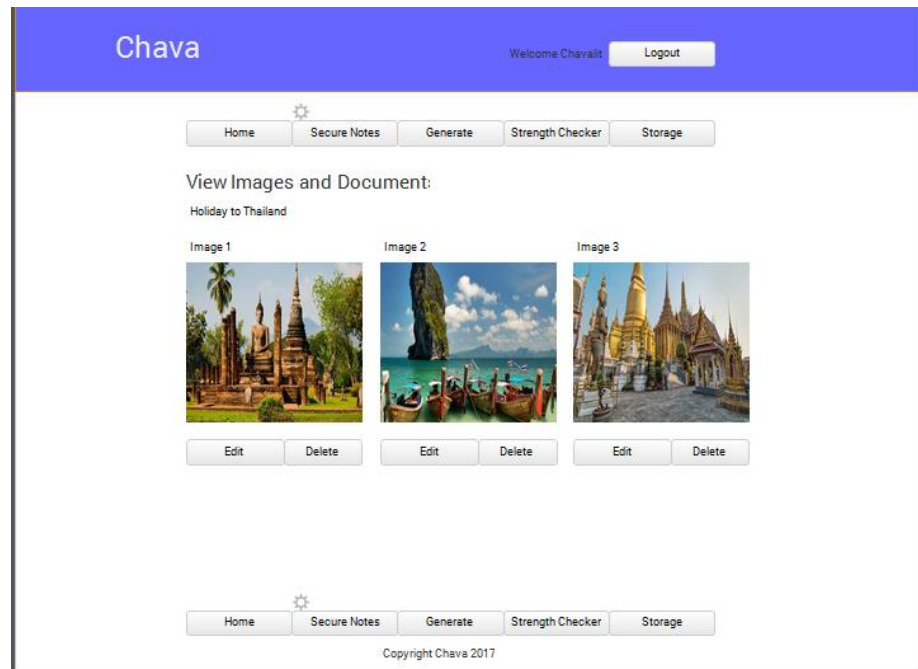 Chava
Welcome Chavalit Logout
Home Secure Notes Generate Strength Checker Storage
View Images and Document
Holiday to Thailand
Image 1 Image 2 Image 3
Edit Delete Edit Delete Edit Delete
Home Secure Notes Generate Strength Checker Storage
Copyright Chava 2017